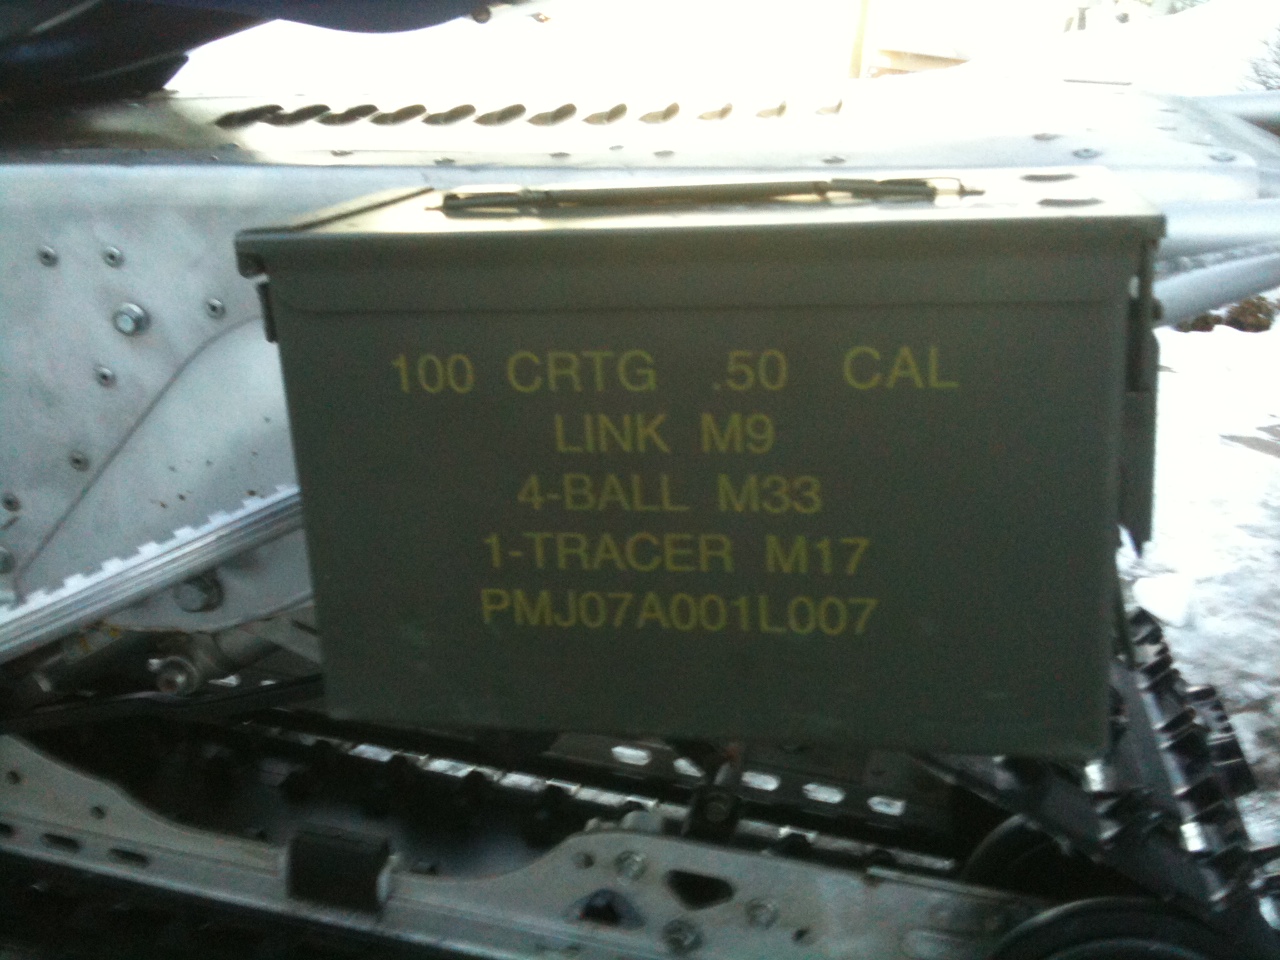 100 CRTG .50 CAL
LINK M9
4-BALL M33
1-TRACER M17
PMJ07A001L007